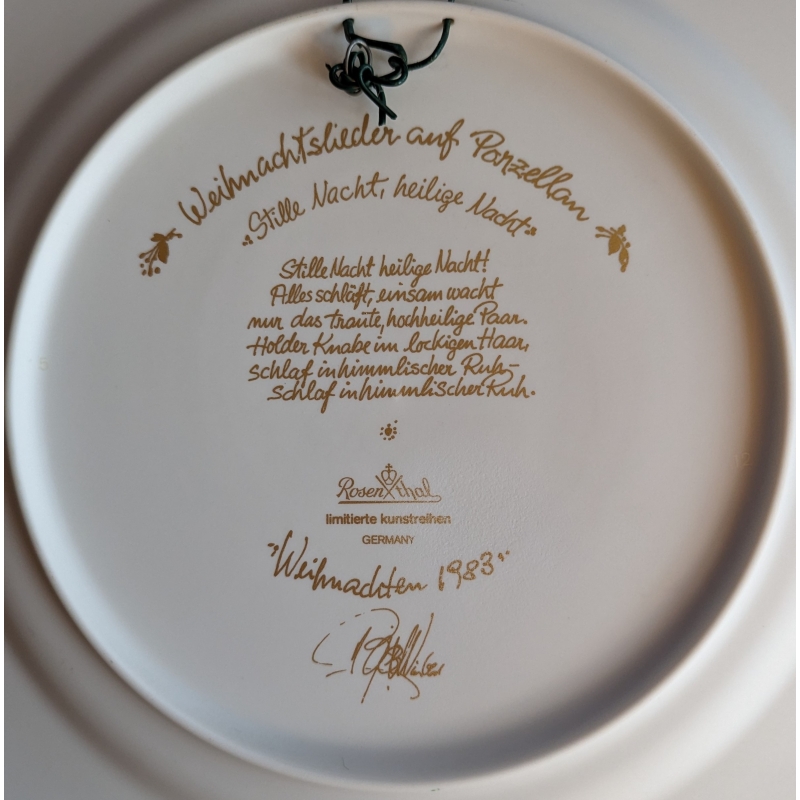 Weihnachtslieder auf Porzellan
„Stille Nacht, heilige Nacht“
Stille Nacht heilige Nacht!
Alles schläft, einsam wacht
nur das traute, hochheilige Paar.
Holder Knabe im lockigen Haar,
schlaf in himmlischer Ruh–
schlaf in himmlischer Ruh.
Rosenthal
limitierte kunstreihen
GERMANY
"Weihnachten 1983"